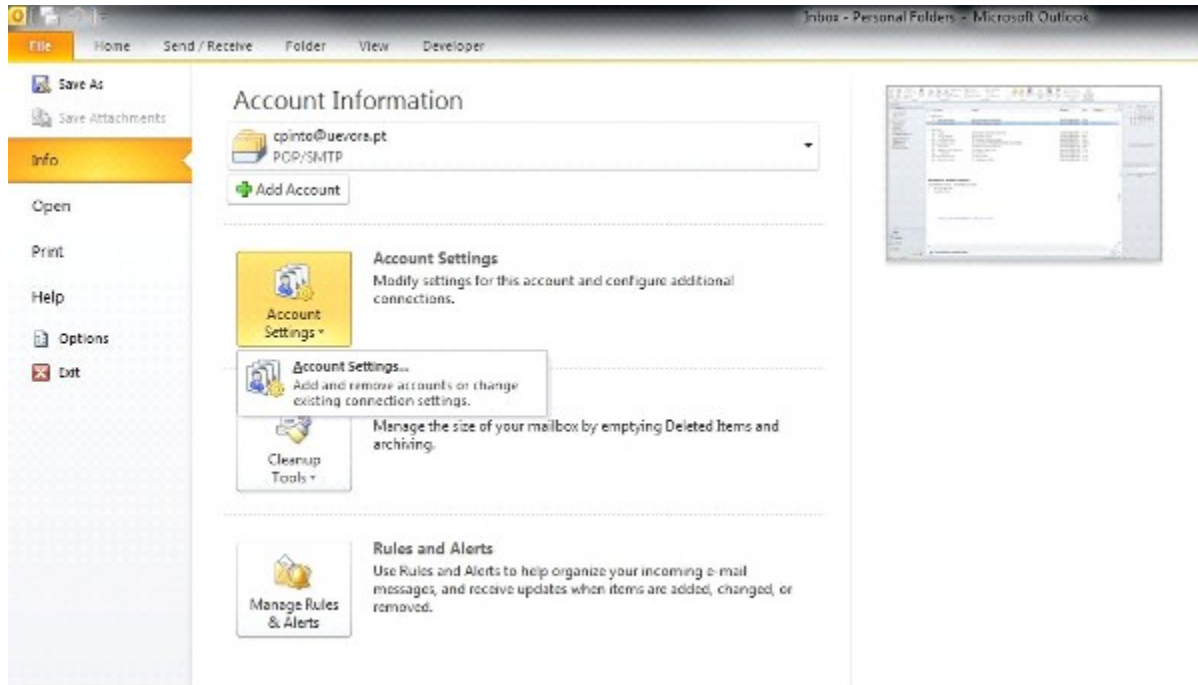 Inbox - Personal Folders - Microsoft Outlook
File Home Send / Receive Folder View Developer
Save As
Save Attachments
Info
Open
Print
Help
Options
Exit
Account Information
cpinto@uevora.pt
POP/SMTP
Add Account
Account Settings
Account Settings
Modify settings for this account and configure additional
connections.
Account Settings...
Add and remove accounts or change
existing connection settings.
Cleanup
Tools
Manage the size of your mailbox by emptying Deleted Items and
archiving.
Manage Rules
& Alerts
Rules and Alerts
Use Rules and Alerts to help organize your incoming e-mail
messages, and receive updates when items are added, changed, or
removed.